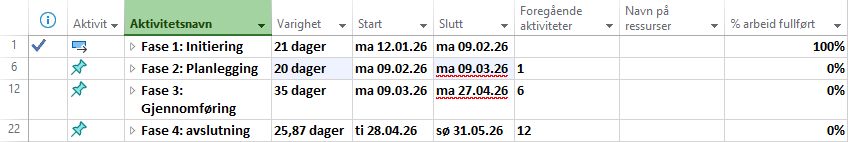 Aktivit Aktivitetsnavn Varighet Start Slutt Foregående aktiviteter Navn på ressurser % arbeid fullført
1 Fase 1: Initiering 21 dager ma 12.01.26 ma 09.02.26 100%
6 Fase 2: Planlegging 20 dager ma 09.02.26 ma 09.03.26 1 0%
12 Fase 3: Gjennomføring 35 dager ma 09.03.26 ma 27.04.26 6 0%
22 Fase 4: avslutning 25,87 dager ti 28.04.26 sø 31.05.26 12 0%